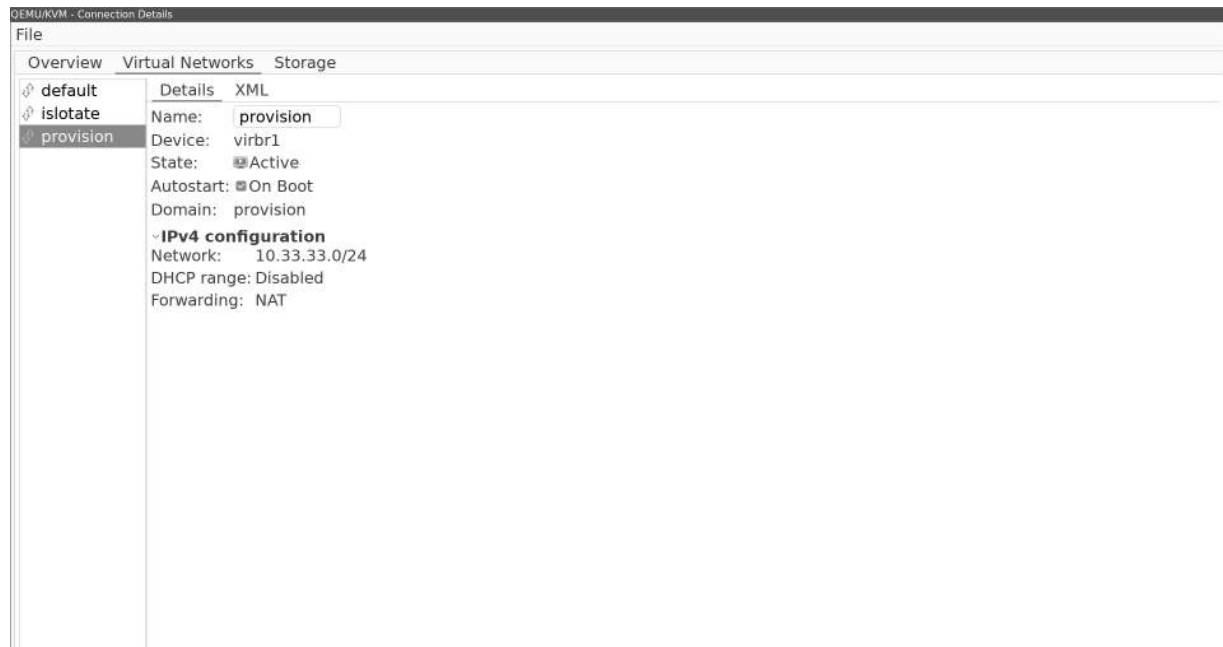 QEMU/KVM - Connection Details
File
Overview Virtual Networks Storage
default
islotate
provision
Details XML
Name: provision
Device: virbr1
State: Active
Autostart: On Boot
Domain: provision
IPv4 configuration
Network: 10.33.33.0/24
DHCP range: Disabled
Forwarding: NAT